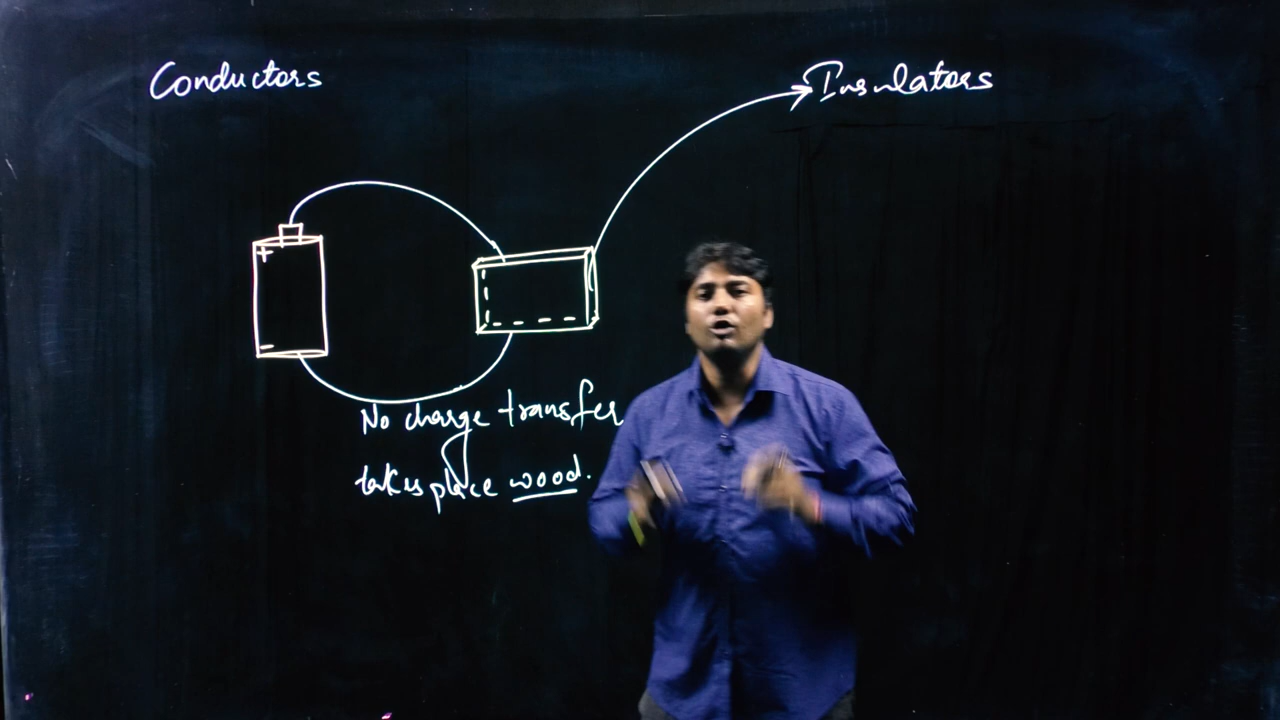 Conductors
Insulators
+
-
No charge transfer
takes place wood.